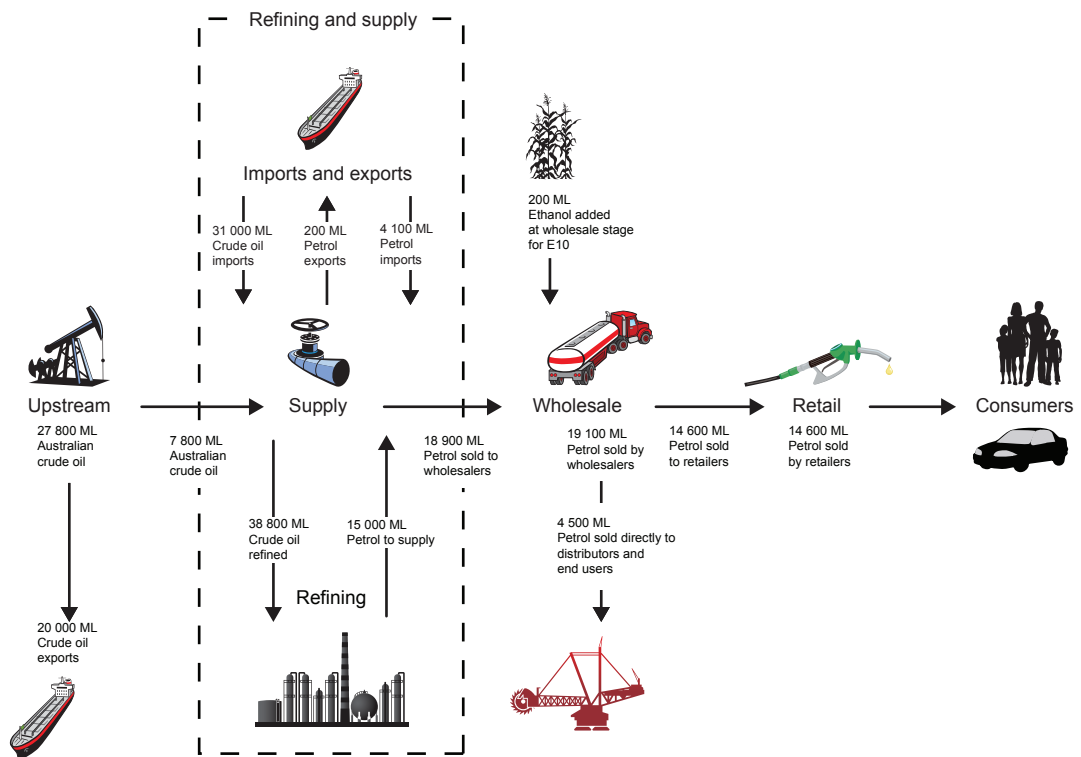 Refining and supply
Imports and exports
31 000 ML
Crude oil
imports
200 ML
Petrol
exports
4 100 ML
Petrol
imports
200 ML
Ethanol added
at wholesale stage
for E10
Upstream
27 800 ML
Australian
crude oil
7 800 ML
Australian
crude oil
Supply
18 900 ML
Petrol sold to
wholesalers
Wholesale
19 100 ML
Petrol sold by
wholesalers
14 600 ML
Petrol sold
to retailers
Retail
14 600 ML
Petrol sold
by retailers
Consumers
38 800 ML
Crude oil
refined
15 000 ML
Petrol to supply
4 500 ML
Petrol sold directly to
distributors and
end users
Refining
20 000 ML
Crude oil
exports